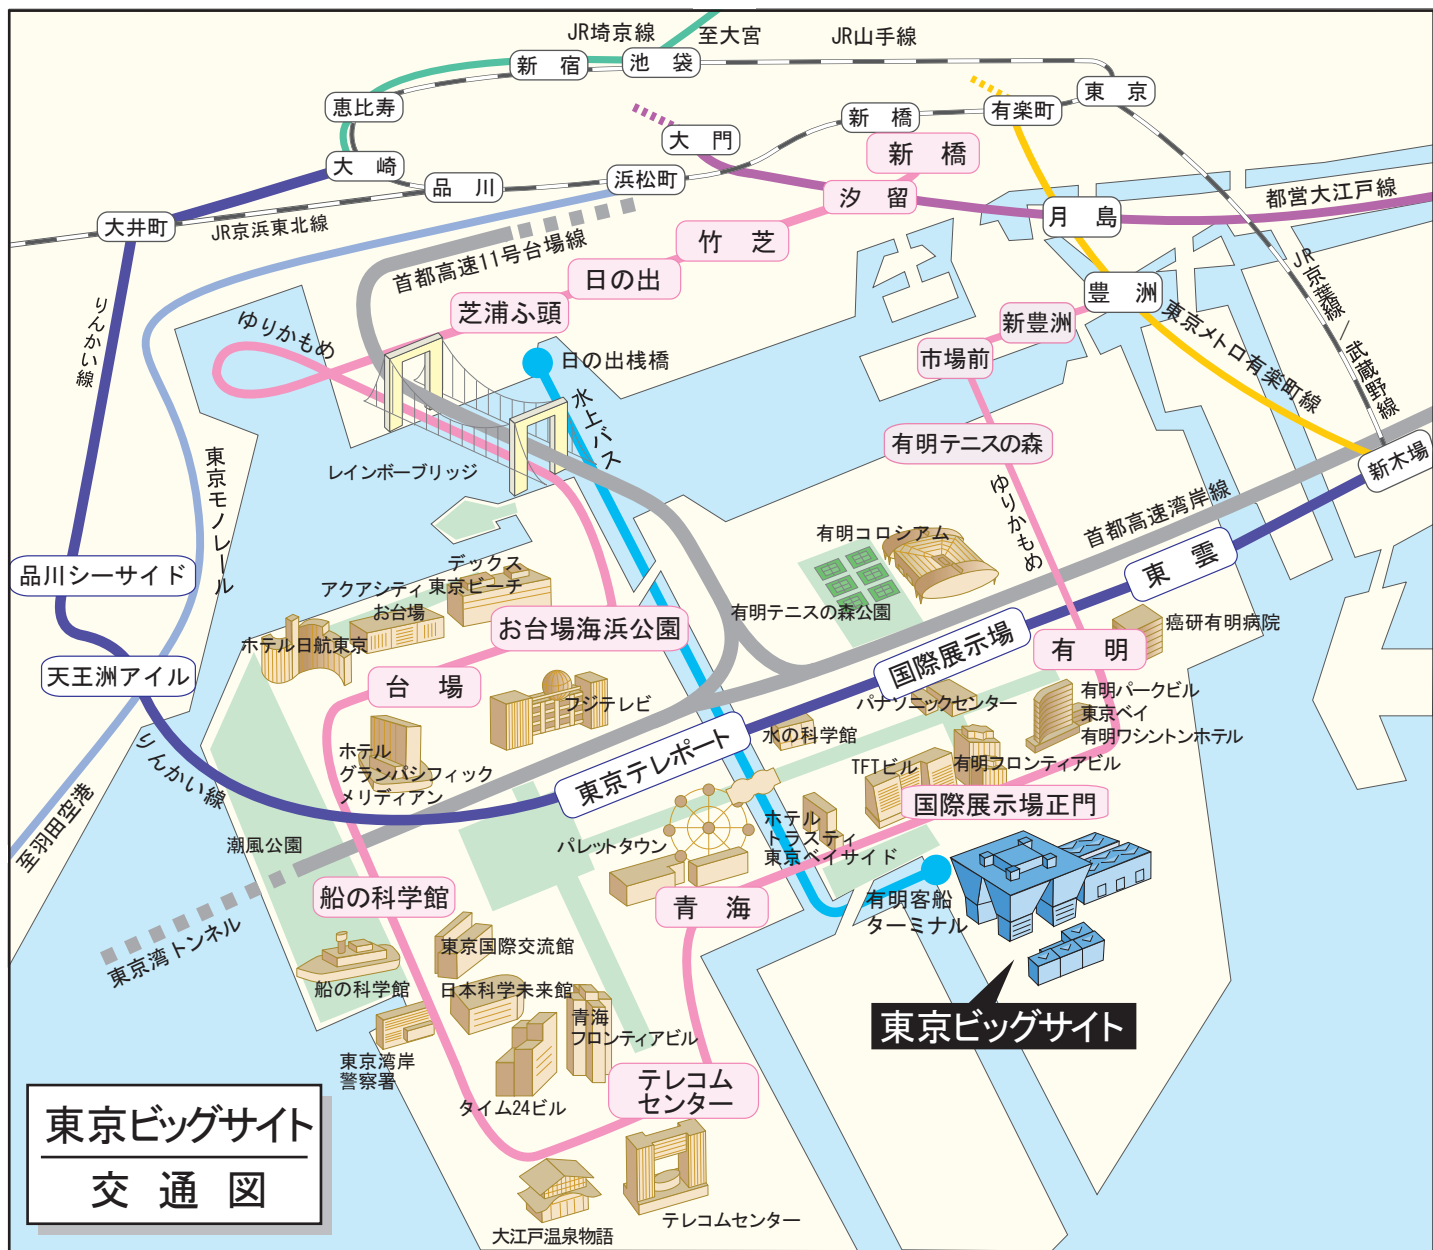 JR埼京線
至大宮
JR山手線
新宿
池袋
恵比寿
東京
有楽町
新橋
大門
新橋
大崎
品川
浜松町
汐留
都営大江戸線
大井町
JR京浜東北線
月島
竹芝
首都高速11号台場線
日の出
豊洲
JR京葉線/武蔵野線
芝浦ふ頭
新豊洲
東京メトロ有楽町線
りんかい線
ゆりかもめ
日の出桟橋
市場前
水上バス
有明テニスの森
新木場
東京モノレール
レインボーブリッジ
ゆりかもめ
首都高速湾岸線
有明コロシアム
品川シーサイド
デックス
東京ビーチ
アクアシティ
お台場
東雲
有明テニスの森公園
お台場海浜公園
国際展示場
癌研有明病院
ホテル日航東京
有明
天王洲アイル
台場
フジテレビ
パナソニックセンター
有明パークビル
東京ベイ
有明ワシントンホテル
りんかい線
ホテル
グランパシフィック
メリディアン
東京テレポート
水の科学館
TFTビル
有明フロンティアビル
至羽田空港
国際展示場正門
潮風公園
パレットタウン
ホテル
トラスティ
東京ベイサイド
船の科学館
青海
有明客船
ターミナル
東京湾トンネル
東京国際交流館
船の科学館
日本科学未来館
青海
フロンティアビル
東京ビッグサイト
東京湾岸
警察署
テレコム
センター
タイム24ビル
東京ビッグサイト
交通図
大江戸温泉物語
テレコムセンター